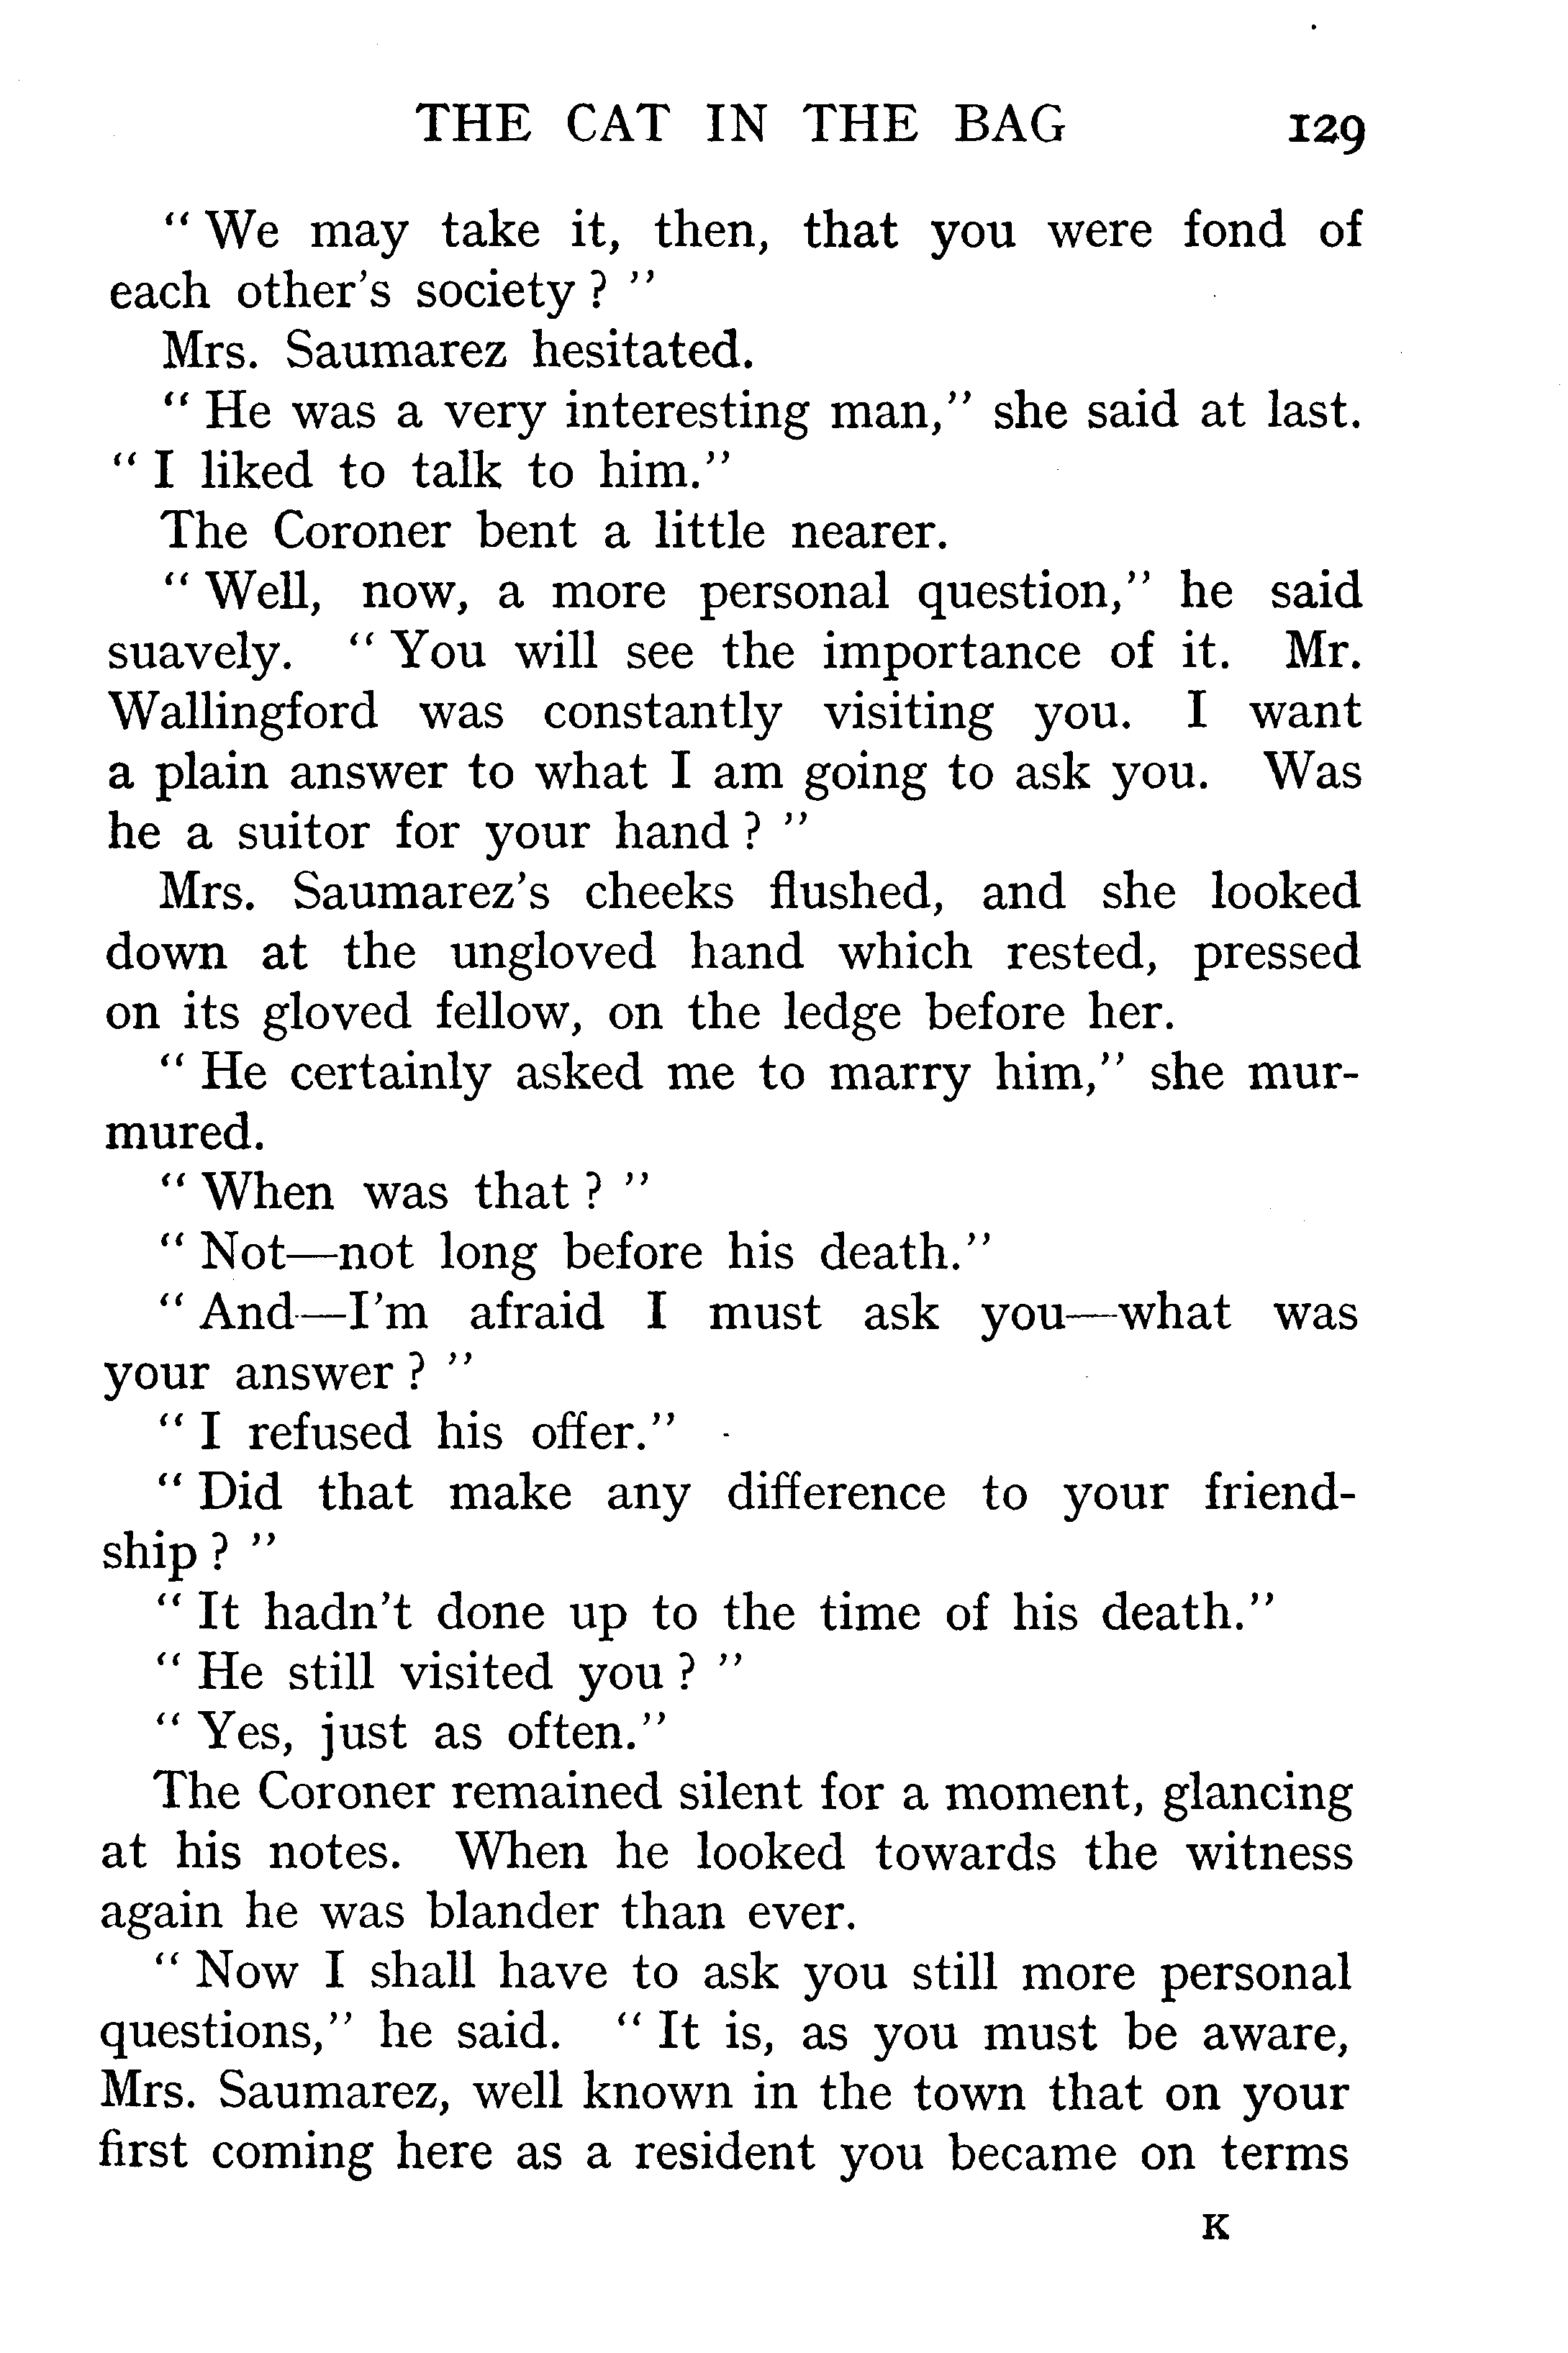 THE CAT IN THE BAG 129
“ We may take it, then, that you were fond of
each other’s society ? ”
Mrs. Saumarez hesitated.
“ He was a very interesting man,” she said at last.
“ I liked to talk to him.”
The Coroner bent a little nearer.
“ Well, now, a more personal question,” he said
suavely. “ You will see the importance of it. Mr.
Wallingford was constantly visiting you. I want
a plain answer to what I am going to ask you. Was
he a suitor for your hand ? ”
Mrs. Saumarez’s cheeks flushed, and she looked
down at the ungloved hand which rested, pressed
on its gloved fellow, on the ledge before her.
“ He certainly asked me to marry him,” she mur-
mured.
“ When was that ? ”
“ Not—not long before his death.”
“ And—I’m afraid I must ask you—what was
your answer ? ”
“ I refused his offer.”
“ Did that make any difference to your friend-
ship ? ”
“ It hadn’t done up to the time of his death.”
“ He still visited you ? ”
“ Yes, just as often.”
The Coroner remained silent for a moment, glancing
at his notes. When he looked towards the witness
again he was blander than ever.
“ Now I shall have to ask you still more personal
questions,” he said. “ It is, as you must be aware,
Mrs. Saumarez, well known in the town that on your
first coming here as a resident you became on terms
K